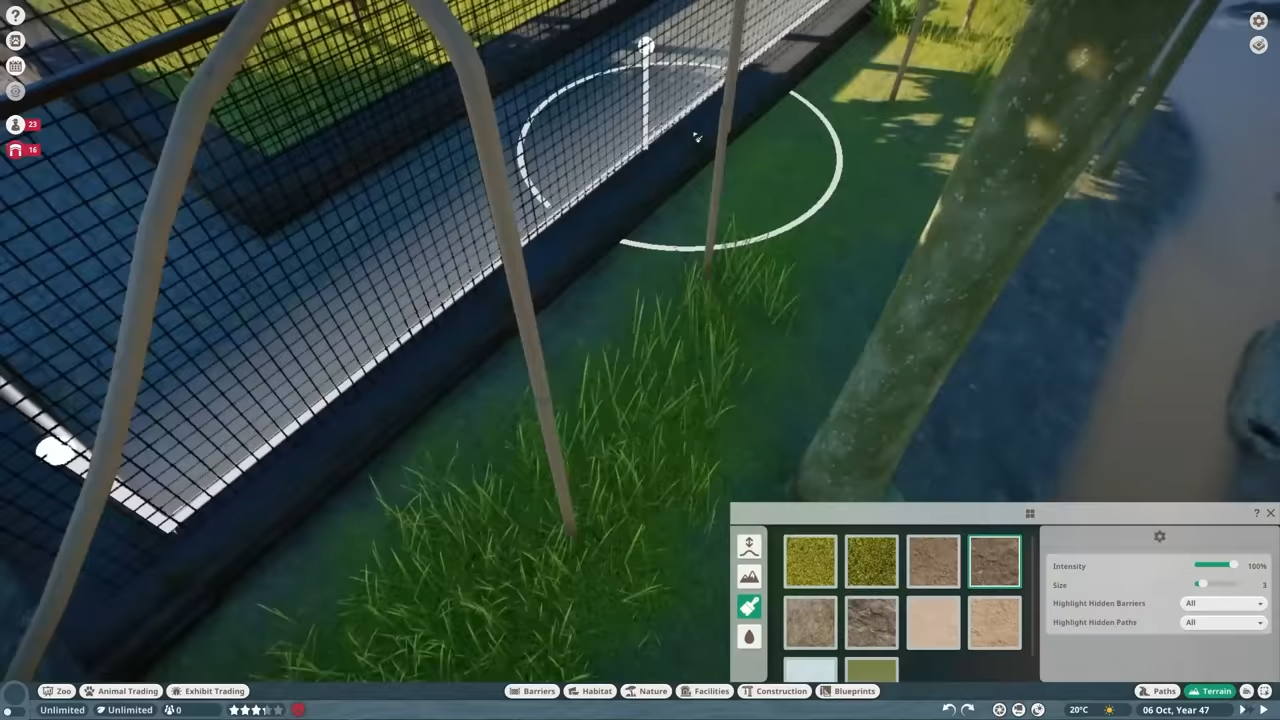 ?
23
16
? ×
Intensity 100%
Size 3
Highlight Hidden Barriers All
Highlight Hidden Paths All
Zoo Animal Trading Exhibit Trading Barriers Habitat Nature Facilities Construction Blueprints Paths Terrain
Unlimited Unlimited 0 20°C 06 Oct, Year 47